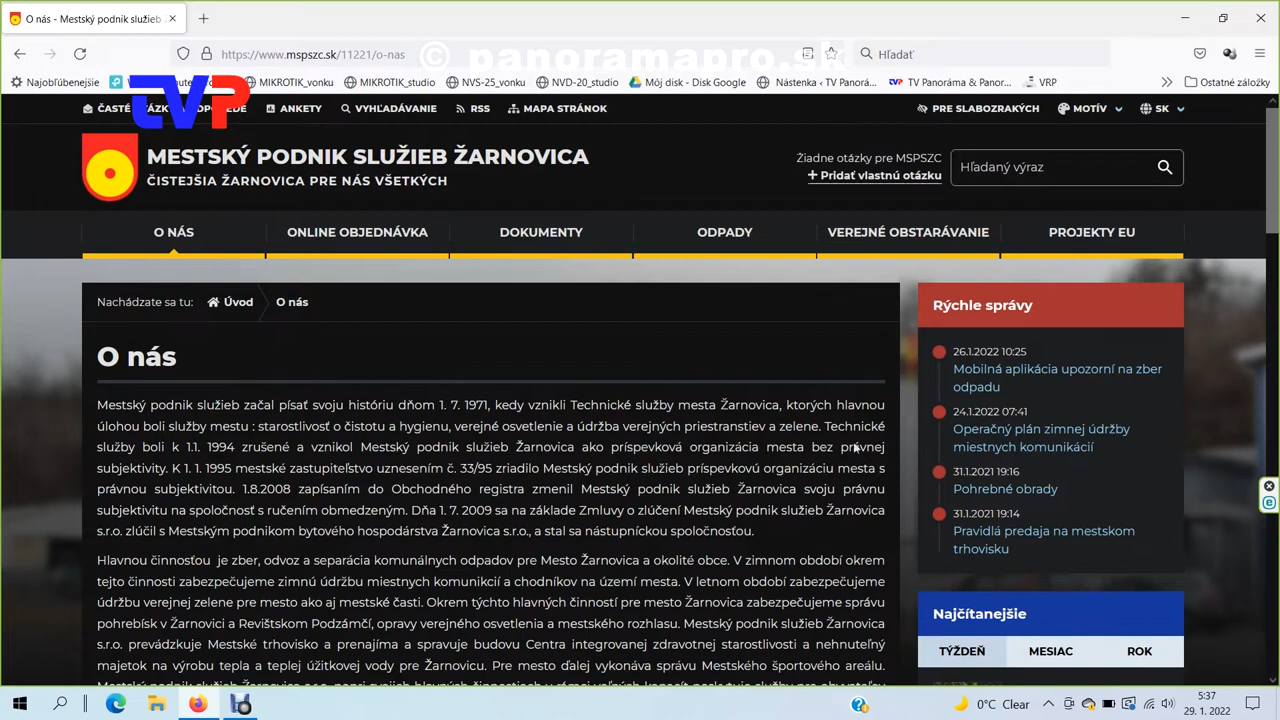 O nás - Mestský podnik služieb
https://www.mspszc.sk/11221/o-nas
© panoramapro.sk
Hľadať
Najobľúbenejšie
MIKROTIK_vonku
MIKROTIK_studio
NVS-25_vonku
NVD-20_studio
Môj disk - Disk Google
Nástenka ‹ TV Panorá…
TV Panoráma & Panor…
VRP
Ostatné záložky
TVP
ANKETY
VYHĽADÁVANIE
RSS
MAPA STRÁNOK
PRE SLABOZRAKÝCH
MOTÍV
SK
MESTSKÝ PODNIK SLUŽIEB ŽARNOVICA
ČISTEJŠIA ŽARNOVICA PRE NÁS VŠETKÝCH
Žiadne otázky pre MSPSZC
+ Pridať vlastnú otázku
Hľadaný výraz
O NÁS
ONLINE OBJEDNÁVKA
DOKUMENTY
ODPADY
VEREJNÉ OBSTARÁVANIE
PROJEKTY EU
Nachádzate sa tu: Úvod O nás
O nás
Mestský podnik služieb začal písať svoju históriu dňom 1. 7. 1971, kedy vznikli Technické služby mesta Žarnovica, ktorých hlavnou
úlohou boli služby mestu : starostlivosť o čistotu a hygienu, verejné osvetlenie a údržba verejných priestranstiev a zelene. Technické
služby boli k 1.1. 1994 zrušené a vznikol Mestský podnik služieb Žarnovica ako príspevková organizácia mesta bez právnej
subjektivity. K 1. 1. 1995 mestské zastupiteľstvo uznesením č. 33/95 zriadilo Mestský podnik služieb príspevkovú organizáciu mesta s
právnou subjektivitou. 1.8.2008 zapísaním do Obchodného registra zmenil Mestský podnik služieb Žarnovica svoju právnu
subjektivitu na spoločnosť s ručením obmedzeným. Dňa 1. 7. 2009 sa na základe Zmluvy o zlúčení sa Mestský podnik služieb Žarnovica
s.r.o. zlúčil s Mestským podnikom bytového hospodárstva Žarnovica s.r.o., a stal sa nástupníckou spoločnosťou.
Hlavnou činnosťou je zber, odvoz a separácia komunálnych odpadov pre Mesto Žarnovica a okolité obce. V zimnom období okrem
tejto činnosti zabezpečujeme zimnú údržbu miestnych komunikcií a chodníkov na území mesta. V letnom období zabezpečujeme
údržbu verejnej zelene pre mesto ako aj mestské časti. Okrem týchto hlavných činností pre mesto Žarnovica zabezpečujeme správu
pohrebísk v Žarnovici a Revištskom Podzámčí, opravy verejného osvetlenia a mestského rozhlasu. Mestský podnik služieb Žarnovica
s.r.o. prevádzkuje Mestské trhovisko a prenajíma a spravuje budovu Centra integrovanej zdravotnej starostlivosti a nehnuteľný
majetok na výrobu tepla a teplej úžitkovej vody pre Žarnovicu. Pre mesto ďalej vykonáva správu Mestského športového areálu.
Rýchle správy
26.1.2022 10:25
Mobilná aplikácia upozorní na zber
odpadu
24.1.2022 07:41
Operačný plán zimnej údržby
miestnych komunikácií
31.1.2021 19:16
Pohrebné obrady
31.1.2021 19:14
Pravidlá predaja na mestskom
trhovisku
Najčítanejšie
TÝŽDEŇ
MESIAC
ROK
0°C Clear
5:37
29. 1. 2022